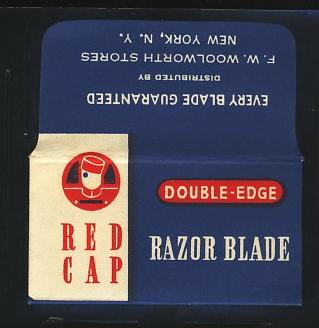 EVERY BLADE GUARANTEED
DISTRIBUTED BY
F. W. WOOLWORTH STORES
NEW YORK, N. Y.
RED
CAP
DOUBLE-EDGE
RAZOR BLADE